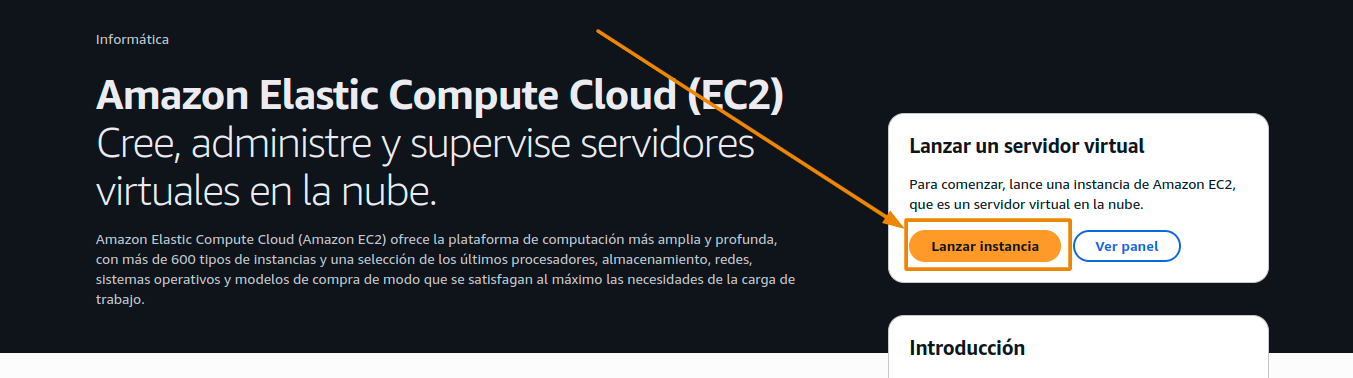 Informática
Amazon Elastic Compute Cloud (EC2)
Cree, administre y supervise servidores
virtuales en la nube.
Amazon Elastic Compute Cloud (Amazon EC2) ofrece la plataforma de computación más amplia y profunda,
con más de 600 tipos de instancias y una selección de los últimos procesadores, almacenamiento, redes,
sistemas operativos y modelos de compra de modo que se satisfagan al máximo las necesidades de la carga de
trabajo.
Lanzar un servidor virtual
Para comenzar, lance una instancia de Amazon EC2,
que es un servidor virtual en la nube.
Lanzar instancia
Ver panel
Introducción